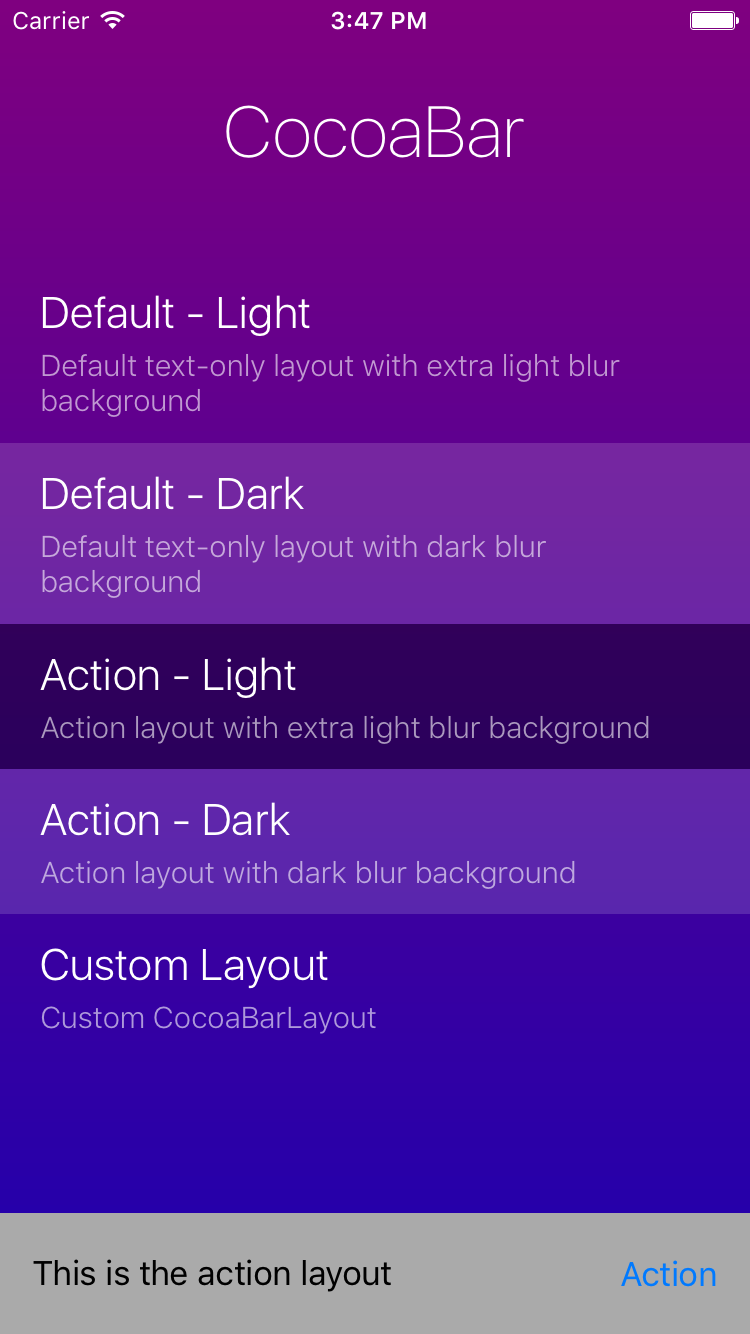 Carrier 3:47 PM
CocoaBar
Default - Light
Default text-only layout with extra light blur
background
Default - Dark
Default text-only layout with dark blur
background
Action - Light
Action layout with extra light blur background
Action - Dark
Action layout with dark blur background
Custom Layout
Custom CocoaBarLayout
This is the action layout Action